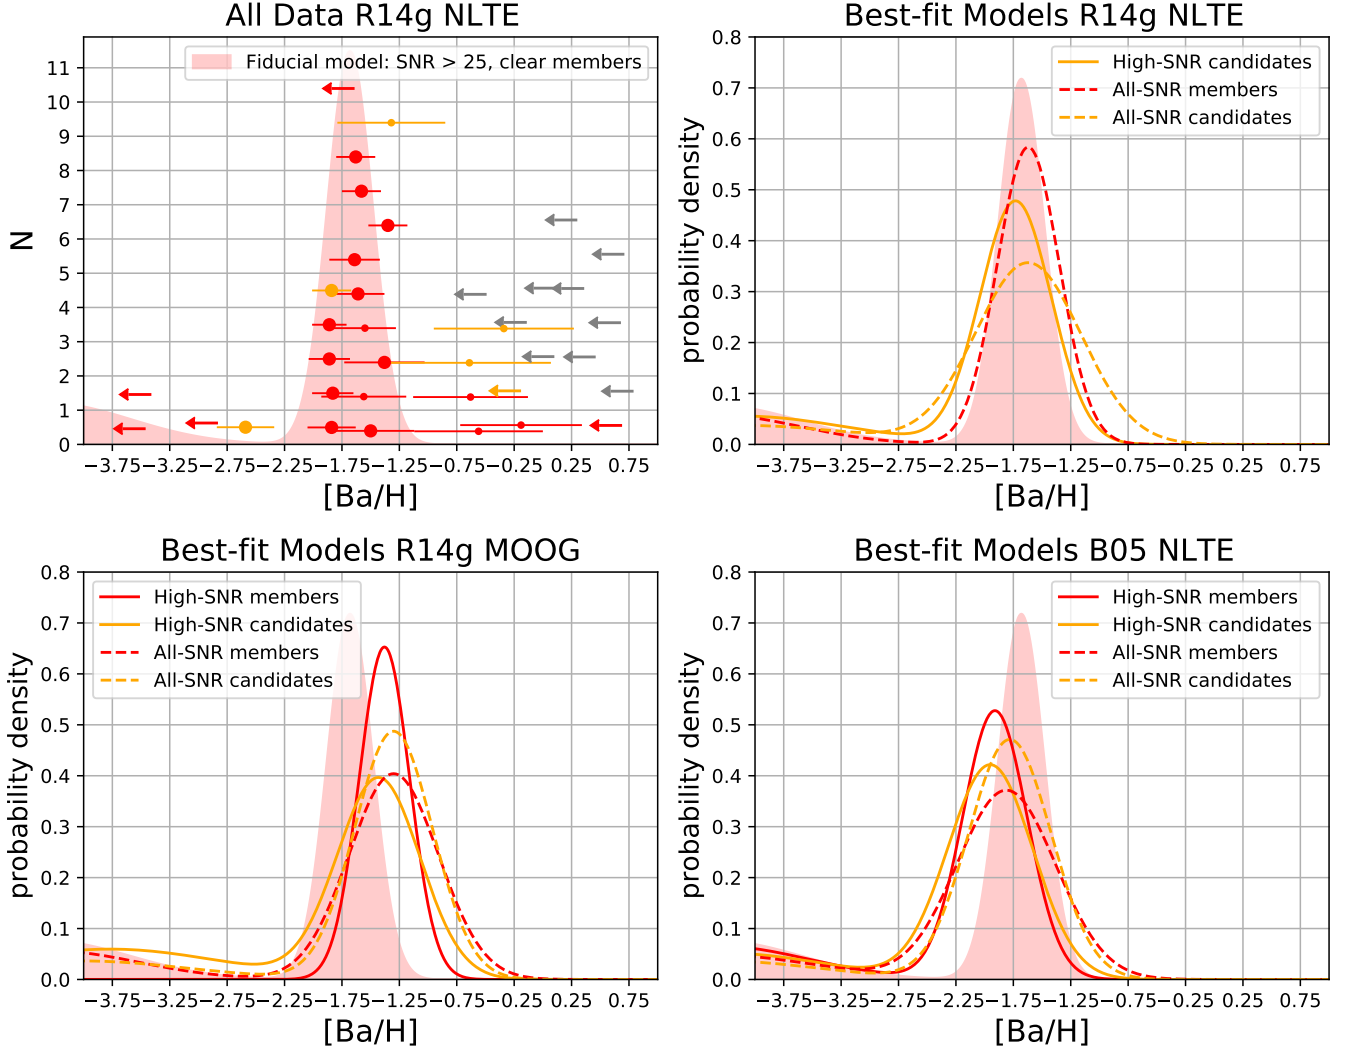 All Data R14g NLTE
Fiducial model: SNR > 25, clear members
11
10
9
8
7
6
5
4
3
2
1
0
N
−3.75 −3.25 −2.75 −2.25 −1.75 −1.25 −0.75 −0.25 0.25 0.75
[Ba/H]
Best-fit Models R14g NLTE
High-SNR candidates
All-SNR members
All-SNR candidates
0.8
0.7
0.6
0.5
0.4
0.3
0.2
0.1
0.0
probability density
−3.75 −3.25 −2.75 −2.25 −1.75 −1.25 −0.75 −0.25 0.25 0.75
[Ba/H]
Best-fit Models R14g MOOG
High-SNR members
High-SNR candidates
All-SNR members
All-SNR candidates
0.8
0.7
0.6
0.5
0.4
0.3
0.2
0.1
0.0
probability density
−3.75 −3.25 −2.75 −2.25 −1.75 −1.25 −0.75 −0.25 0.25 0.75
[Ba/H]
Best-fit Models B05 NLTE
High-SNR members
High-SNR candidates
All-SNR members
All-SNR candidates
0.8
0.7
0.6
0.5
0.4
0.3
0.2
0.1
0.0
probability density
−3.75 −3.25 −2.75 −2.25 −1.75 −1.25 −0.75 −0.25 0.25 0.75
[Ba/H]